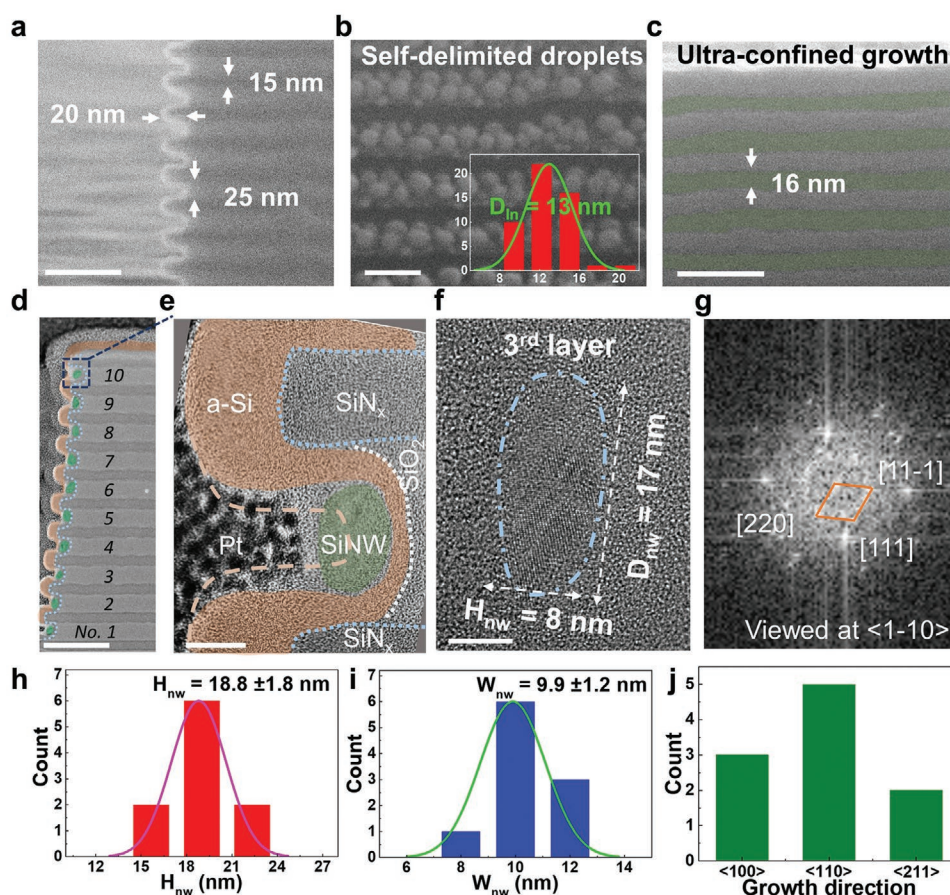 a
15 nm
20 nm
25 nm
b
Self-delimited droplets
D_In = 13 nm
20
15
10
5
0
8 12 16 20
c
Ultra-confined growth
16 nm
d
10
9
8
7
6
5
4
3
2
No. 1
e
a-Si
SiN_x
SiO_2
Pt
SiNW
SiN_x
f
3rd layer
D_nw = 17 nm
H_nw = 8 nm
g
[11-1]
[220]
[111]
Viewed at <1-10>
h
H_nw = 18.8 ±1.8 nm
Count
7
6
5
4
3
2
1
0
12 15 18 21 24 27
H_nw (nm)
i
W_nw = 9.9 ±1.2 nm
Count
7
6
5
4
3
2
1
0
6 8 10 12 14
W_nw (nm)
j
Count
5
4
3
2
1
0
<100> <110> <211>
Growth direction